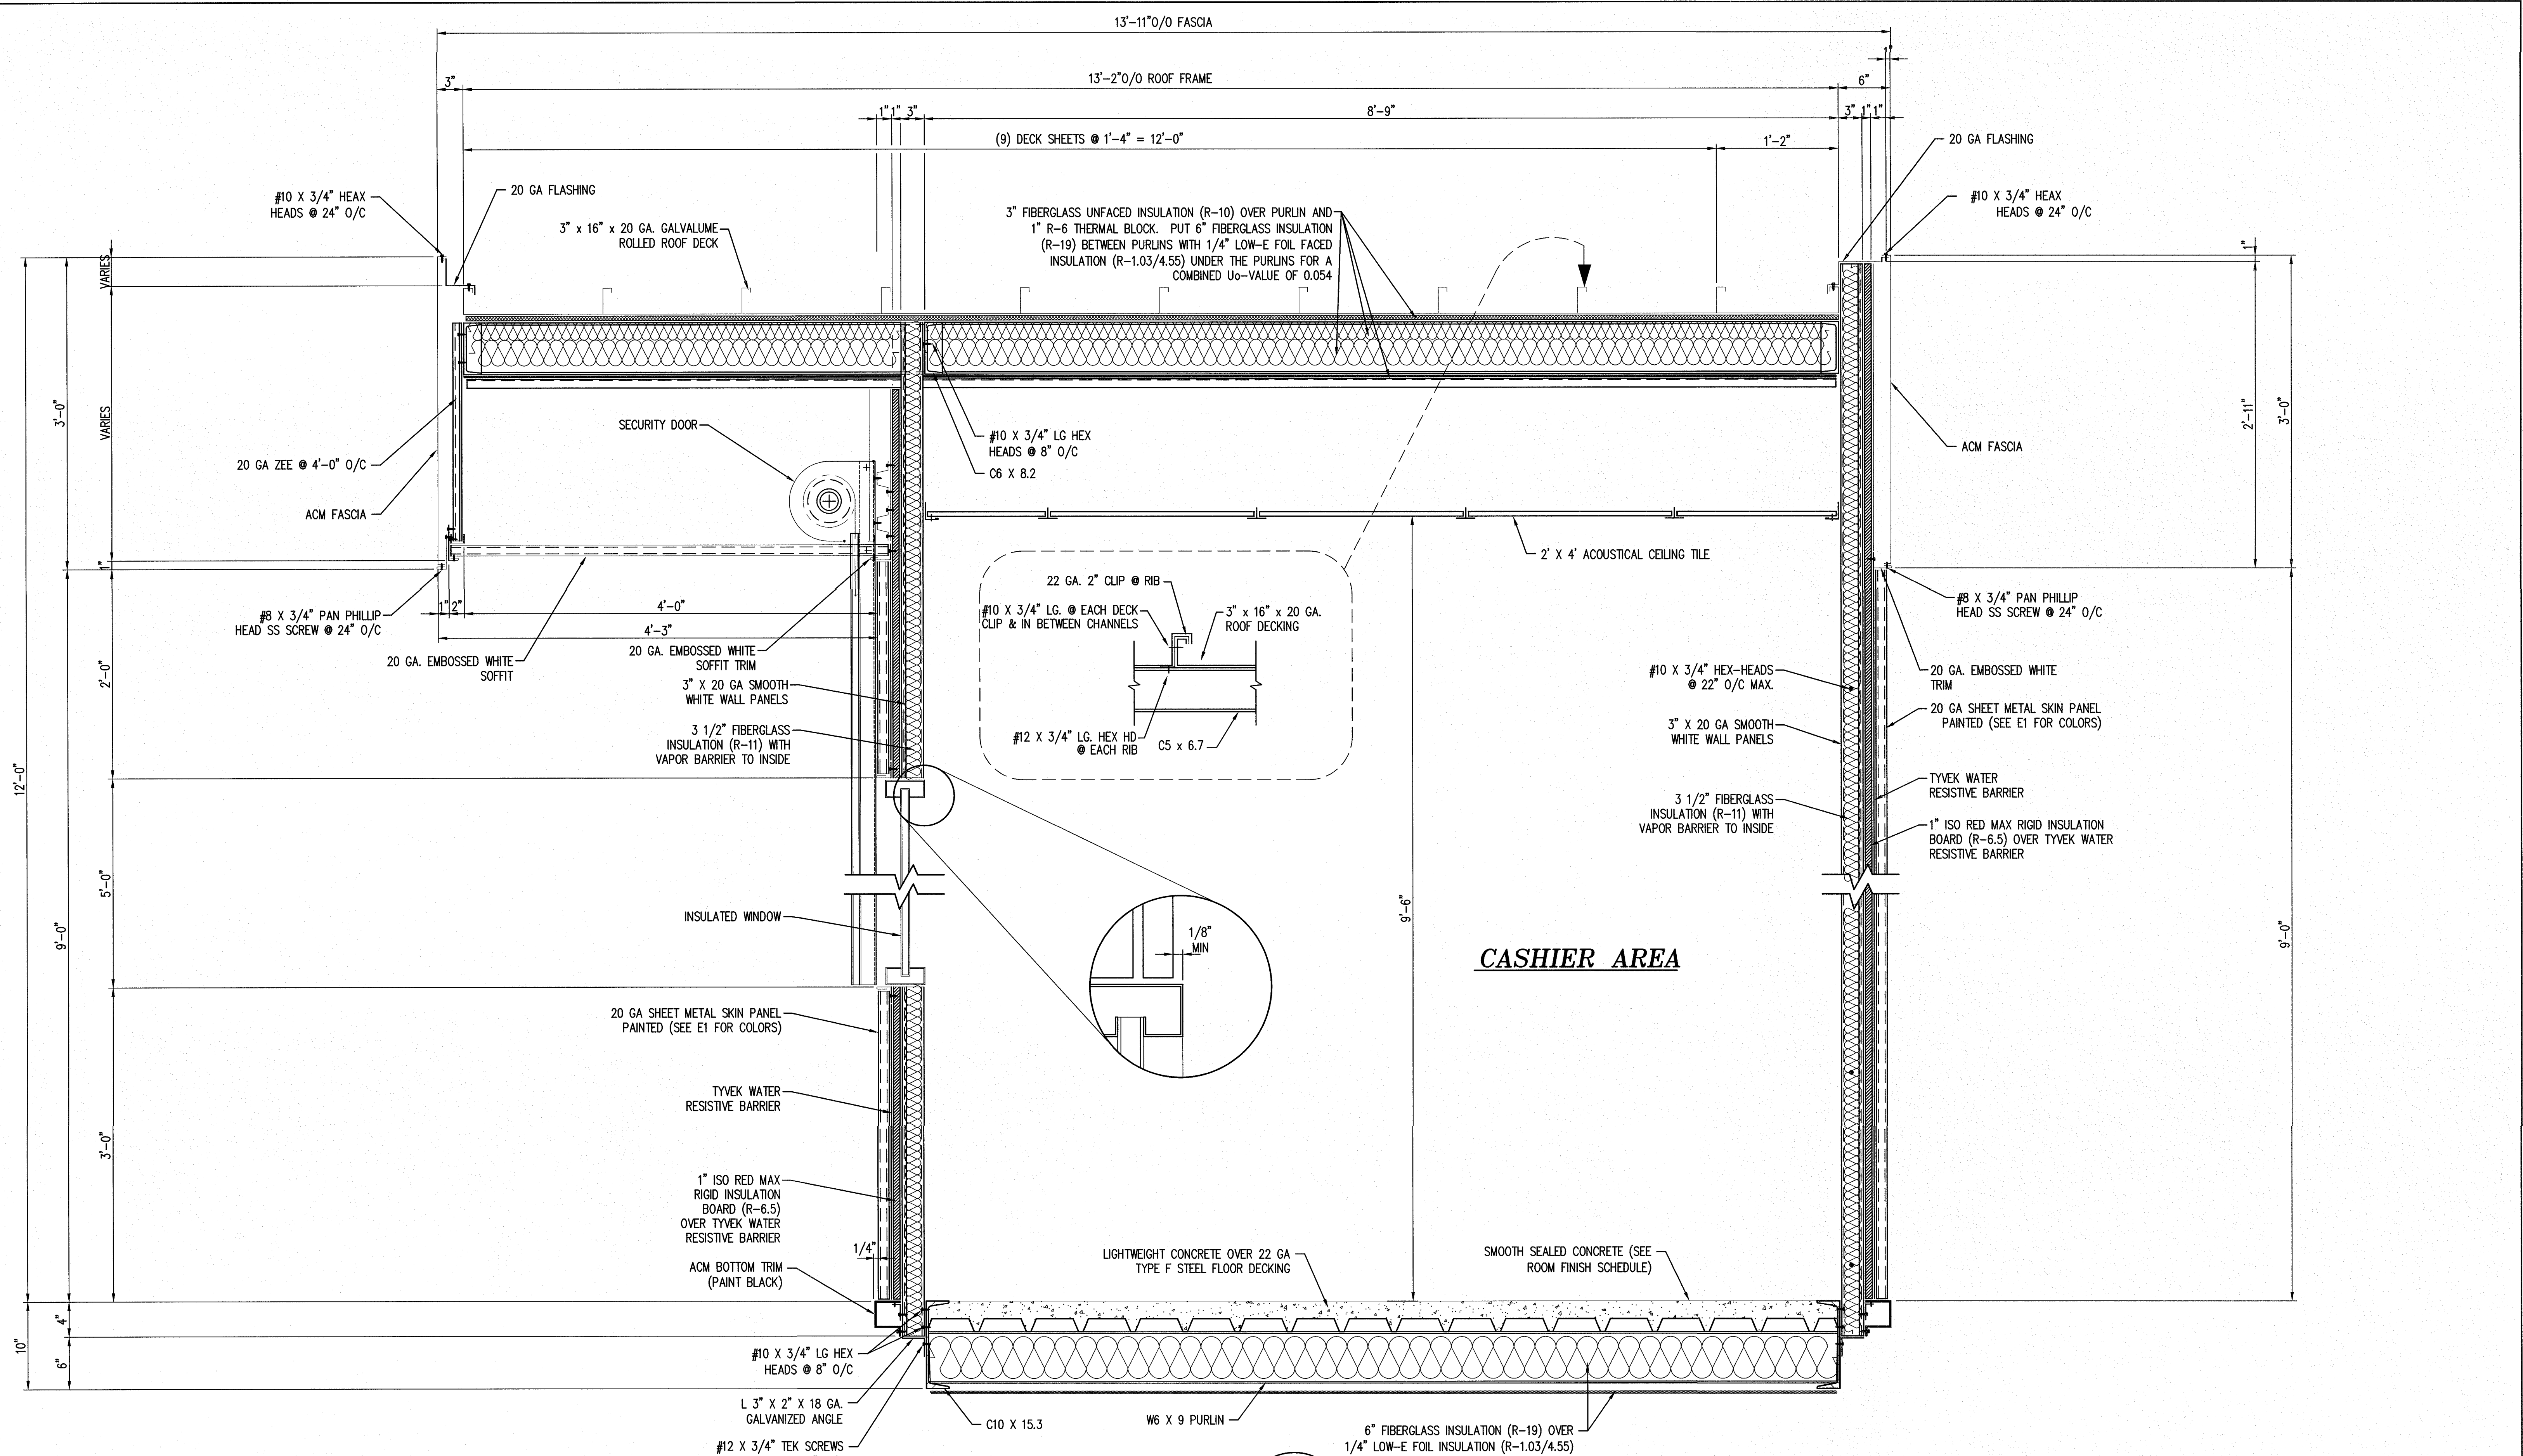 13'-11"O/O FASCIA
1"
3"
13'-2"O/O ROOF FRAME
6"
1"
1"
3"
8'-9"
3"
1"
1"
(9) DECK SHEETS @ 1'-4" = 12'-0"
1'-2"
20 GA FLASHING
#10 X 3/4" HEAX
HEADS @ 24" O/C
20 GA FLASHING
3" x 16" x 20 GA. GALVALUME
ROLLED ROOF DECK
3" FIBERGLASS UNFACED INSULATION (R-10) OVER PURLIN AND
1" R-6 THERMAL BLOCK. PUT 6" FIBERGLASS INSULATION
(R-19) BETWEEN PURLINS WITH 1/4" LOW-E FOIL FACED
INSULATION (R-1.03/4.55) UNDER THE PURLINS FOR A
COMBINED Uo-VALUE OF 0.054
#10 X 3/4" HEAX
HEADS @ 24" O/C
1"
VARIES
3'-0"
VARIES
2'-11"
3'-0"
SECURITY DOOR
#10 X 3/4" LG HEX
HEADS @ 8" O/C
C6 X 8.2
20 GA ZEE @ 4'-0" O/C
ACM FASCIA
ACM FASCIA
2' X 4' ACOUSTICAL CEILING TILE
1"
1"
2"
4'-0"
4'-3"
#8 X 3/4" PAN PHILLIP
HEAD SS SCREW @ 24" O/C
20 GA. EMBOSSED WHITE
SOFFIT
20 GA. EMBOSSED WHITE
SOFFIT TRIM
22 GA. 2" CLIP @ RIB
#10 X 3/4" LG. @ EACH DECK
CLIP & IN BETWEEN CHANNELS
3" x 16" x 20 GA.
ROOF DECKING
#12 X 3/4" LG. HEX HD
@ EACH RIB
C5 x 6.7
#8 X 3/4" PAN PHILLIP
HEAD SS SCREW @ 24" O/C
2'-0"
3" X 20 GA SMOOTH
WHITE WALL PANELS
3 1/2" FIBERGLASS
INSULATION (R-11) WITH
VAPOR BARRIER TO INSIDE
#10 X 3/4" HEX-HEADS
@ 22" O/C MAX.
3" X 20 GA SMOOTH
WHITE WALL PANELS
3 1/2" FIBERGLASS
INSULATION (R-11) WITH
VAPOR BARRIER TO INSIDE
20 GA. EMBOSSED WHITE
TRIM
20 GA SHEET METAL SKIN PANEL
PAINTED (SEE E1 FOR COLORS)
TYVEK WATER
RESISTIVE BARRIER
1" ISO RED MAX RIGID INSULATION
BOARD (R-6.5) OVER TYVEK WATER
RESISTIVE BARRIER
12'-0"
9'-0"
5'-0"
INSULATED WINDOW
1/8"
MIN
9'-6"
CASHIER AREA
9'-0"
20 GA SHEET METAL SKIN PANEL
PAINTED (SEE E1 FOR COLORS)
TYVEK WATER
RESISTIVE BARRIER
3'-0"
1" ISO RED MAX
RIGID INSULATION
BOARD (R-6.5)
OVER TYVEK WATER
RESISTIVE BARRIER
1/4"
ACM BOTTOM TRIM
(PAINT BLACK)
LIGHTWEIGHT CONCRETE OVER 22 GA
TYPE F STEEL FLOOR DECKING
SMOOTH SEALED CONCRETE (SEE
ROOM FINISH SCHEDULE)
4"
10"
6"
#10 X 3/4" LG HEX
HEADS @ 8" O/C
L 3" X 2" X 18 GA.
GALVANIZED ANGLE
#12 X 3/4" TEK SCREWS
C10 X 15.3
W6 X 9 PURLIN
6" FIBERGLASS INSULATION (R-19) OVER
1/4" LOW-E FOIL INSULATION (R-1.03/4.55)